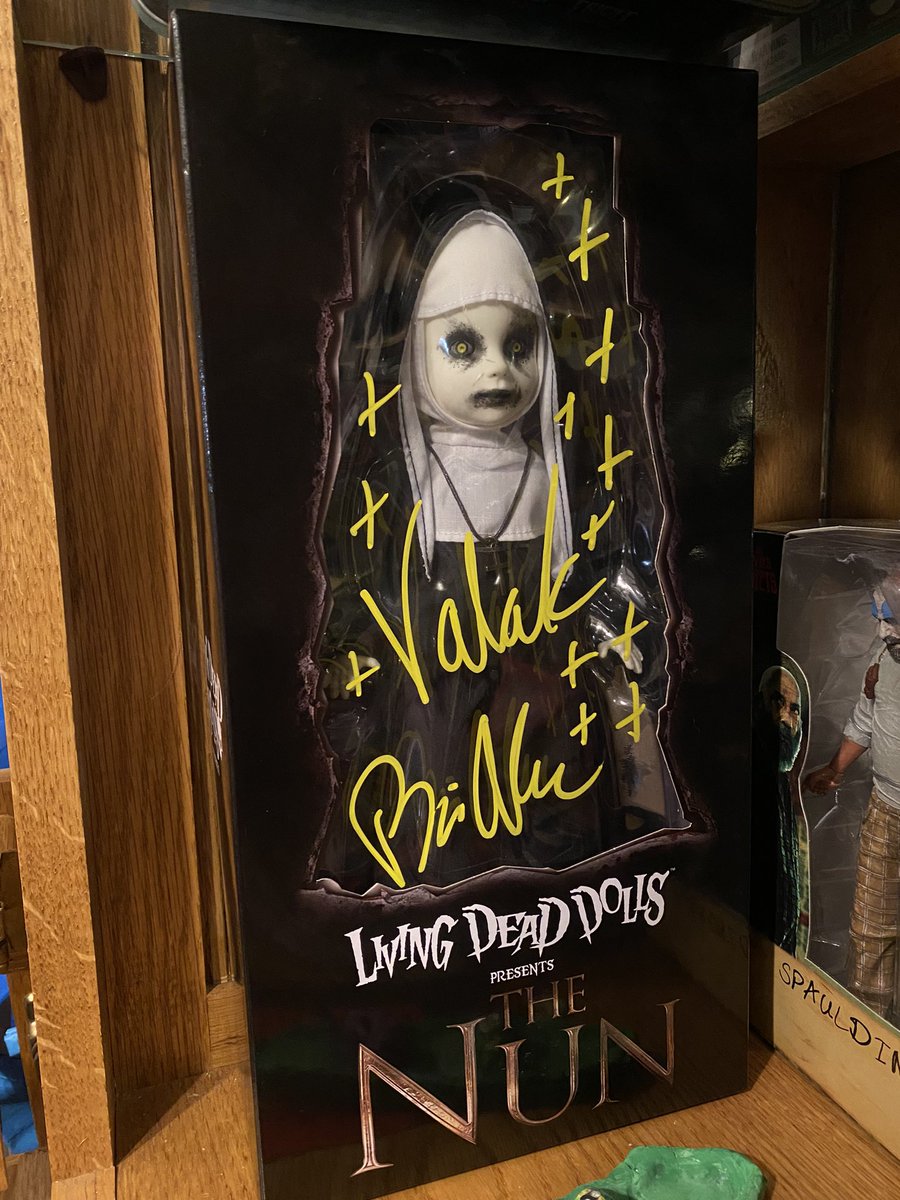 Valak
LIVING DEAD DOLLS
PRESENTS
THE
NUN
SPAULDIN